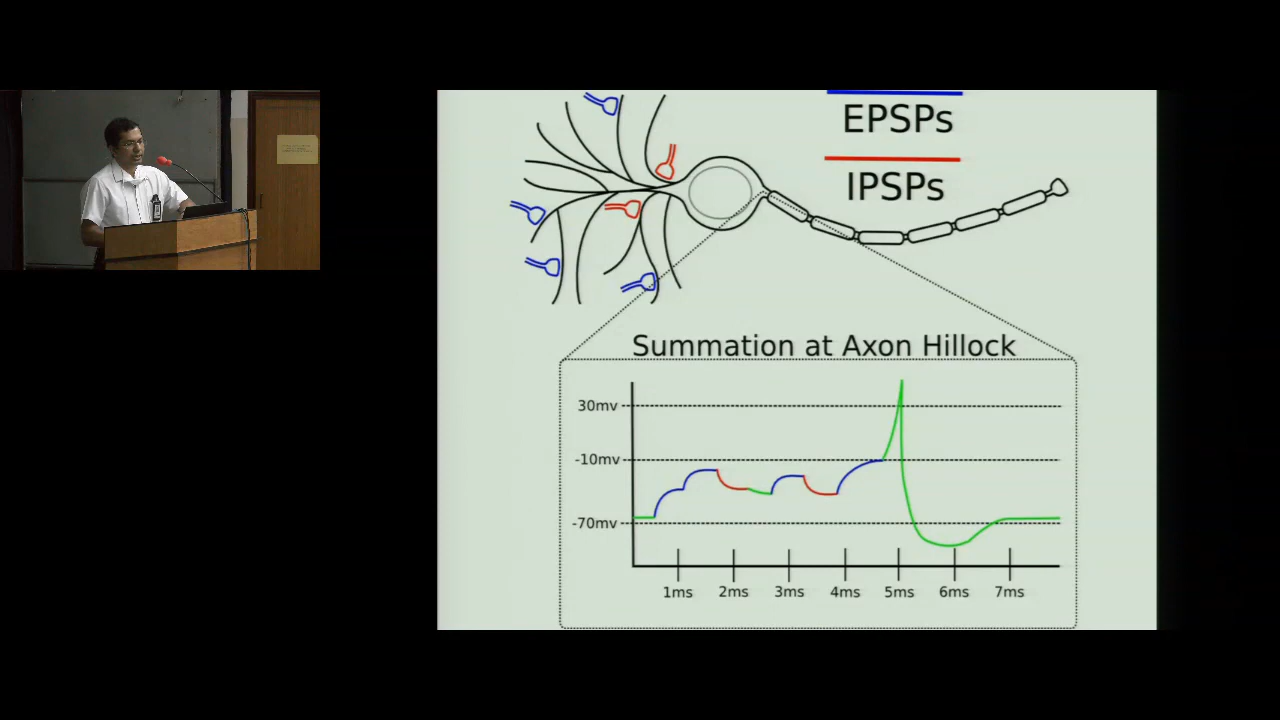 EPSPs
IPSPs
Summation at Axon Hillock
30mv
-10mv
-70mv
1ms 2ms 3ms 4ms 5ms 6ms 7ms